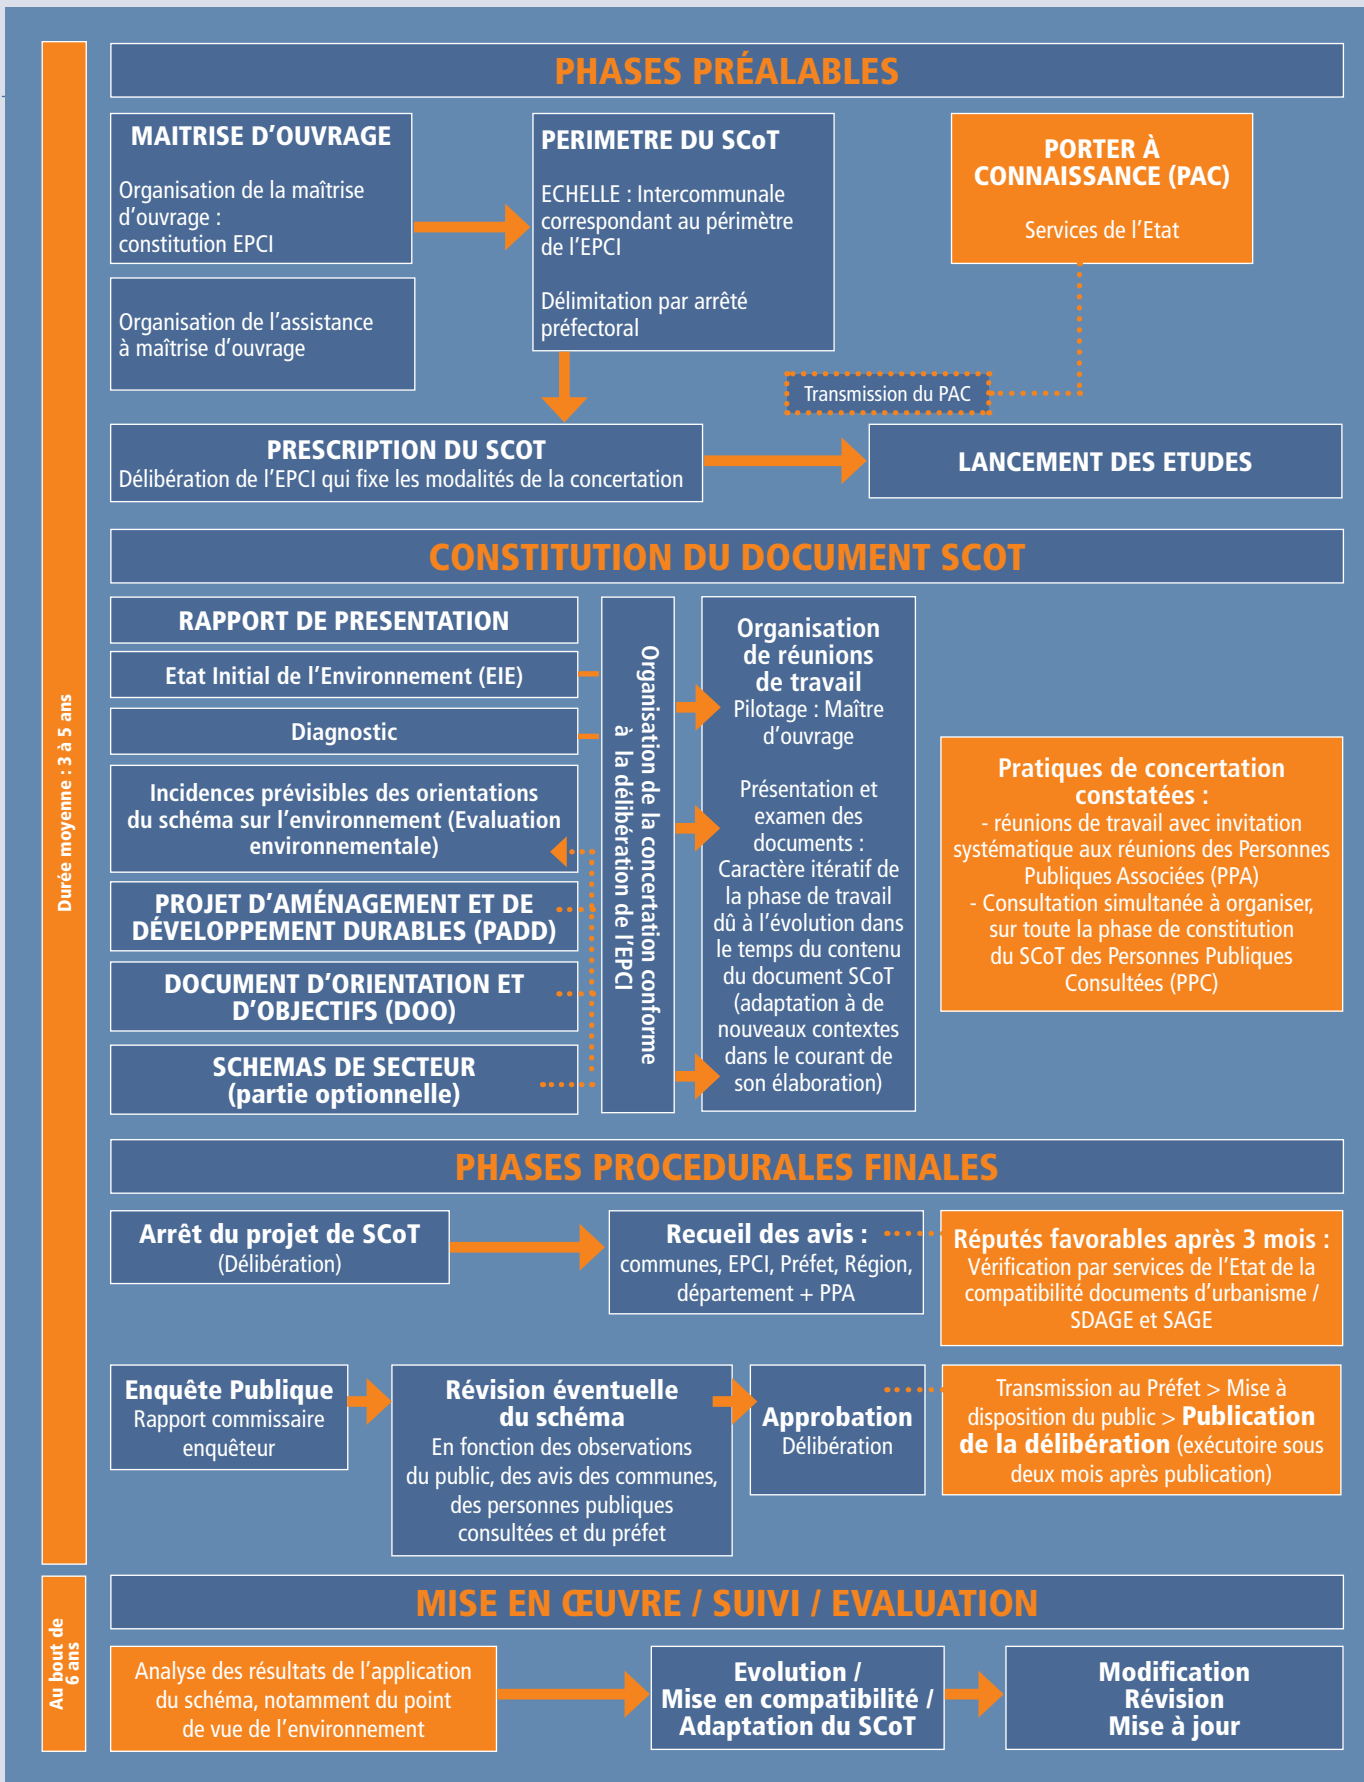 Durée moyenne : 3 à 5 ans
PHASES PRÉALABLES
MAITRISE D’OUVRAGE
Organisation de la maîtrise
d’ouvrage :
constitution EPCI
Organisation de l’assistance
à maîtrise d’ouvrage
PERIMETRE DU SCoT
ECHELLE : Intercommunale
correspondant au périmètre
de l’EPCI
Délimitation par arrêté
préfectoral
PORTER À
CONNAISSANCE (PAC)
Services de l’Etat
Transmission du PAC
PRESCRIPTION DU SCOT
Délibération de l’EPCI qui fixe les modalités de la concertation
LANCEMENT DES ETUDES
CONSTITUTION DU DOCUMENT SCOT
RAPPORT DE PRESENTATION
Etat Initial de l’Environnement (EIE)
Diagnostic
Incidences prévisibles des orientations
du schéma sur l’environnement (Evaluation
environnementale)
PROJET D’AMÉNAGEMENT ET DE
DÉVELOPPEMENT DURABLES (PADD)
DOCUMENT D’ORIENTATION ET
D’OBJECTIFS (DOO)
SCHEMAS DE SECTEUR
(partie optionnelle)
Organisation de la concertation conforme
à la délibération de l’EPCI
Organisation
de réunions
de travail
Pilotage : Maître
d’ouvrage
Présentation et
examen des
documents :
Caractère itératif de
la phase de travail
dû à l’évolution dans
le temps du contenu
du document SCoT
(adaptation à de
nouveaux contextes
dans le courant de
son élaboration)
Pratiques de concertation
constatées :
- réunions de travail avec invitation
systématique aux réunions des Personnes
Publiques Associées (PPA)
- Consultation simultanée à organiser,
sur toute la phase de constitution
du SCoT des Personnes Publiques
Consultées (PPC)
PHASES PROCEDURALES FINALES
Arrêt du projet de SCoT
(Délibération)
Recueil des avis :
communes, EPCI, Préfet, Région,
département + PPA
Réputés favorables après 3 mois :
Vérification par services de l’Etat de la
compatibilité documents d’urbanisme /
SDAGE et SAGE
Enquête Publique
Rapport commissaire
enquêteur
Révision éventuelle
du schéma
En fonction des observations
du public, des avis des communes,
des personnes publiques
consultées et du préfet
Approbation
Délibération
Transmission au Préfet > Mise à
disposition du public > Publication
de la délibération (exécutoire sous
deux mois après publication)
Au bout de
6 ans
MISE EN ŒUVRE / SUIVI / EVALUATION
Analyse des résultats de l’application
du schéma, notamment du point
de vue de l’environnement
Evolution /
Mise en compatibilité /
Adaptation du SCoT
Modification
Révision
Mise à jour